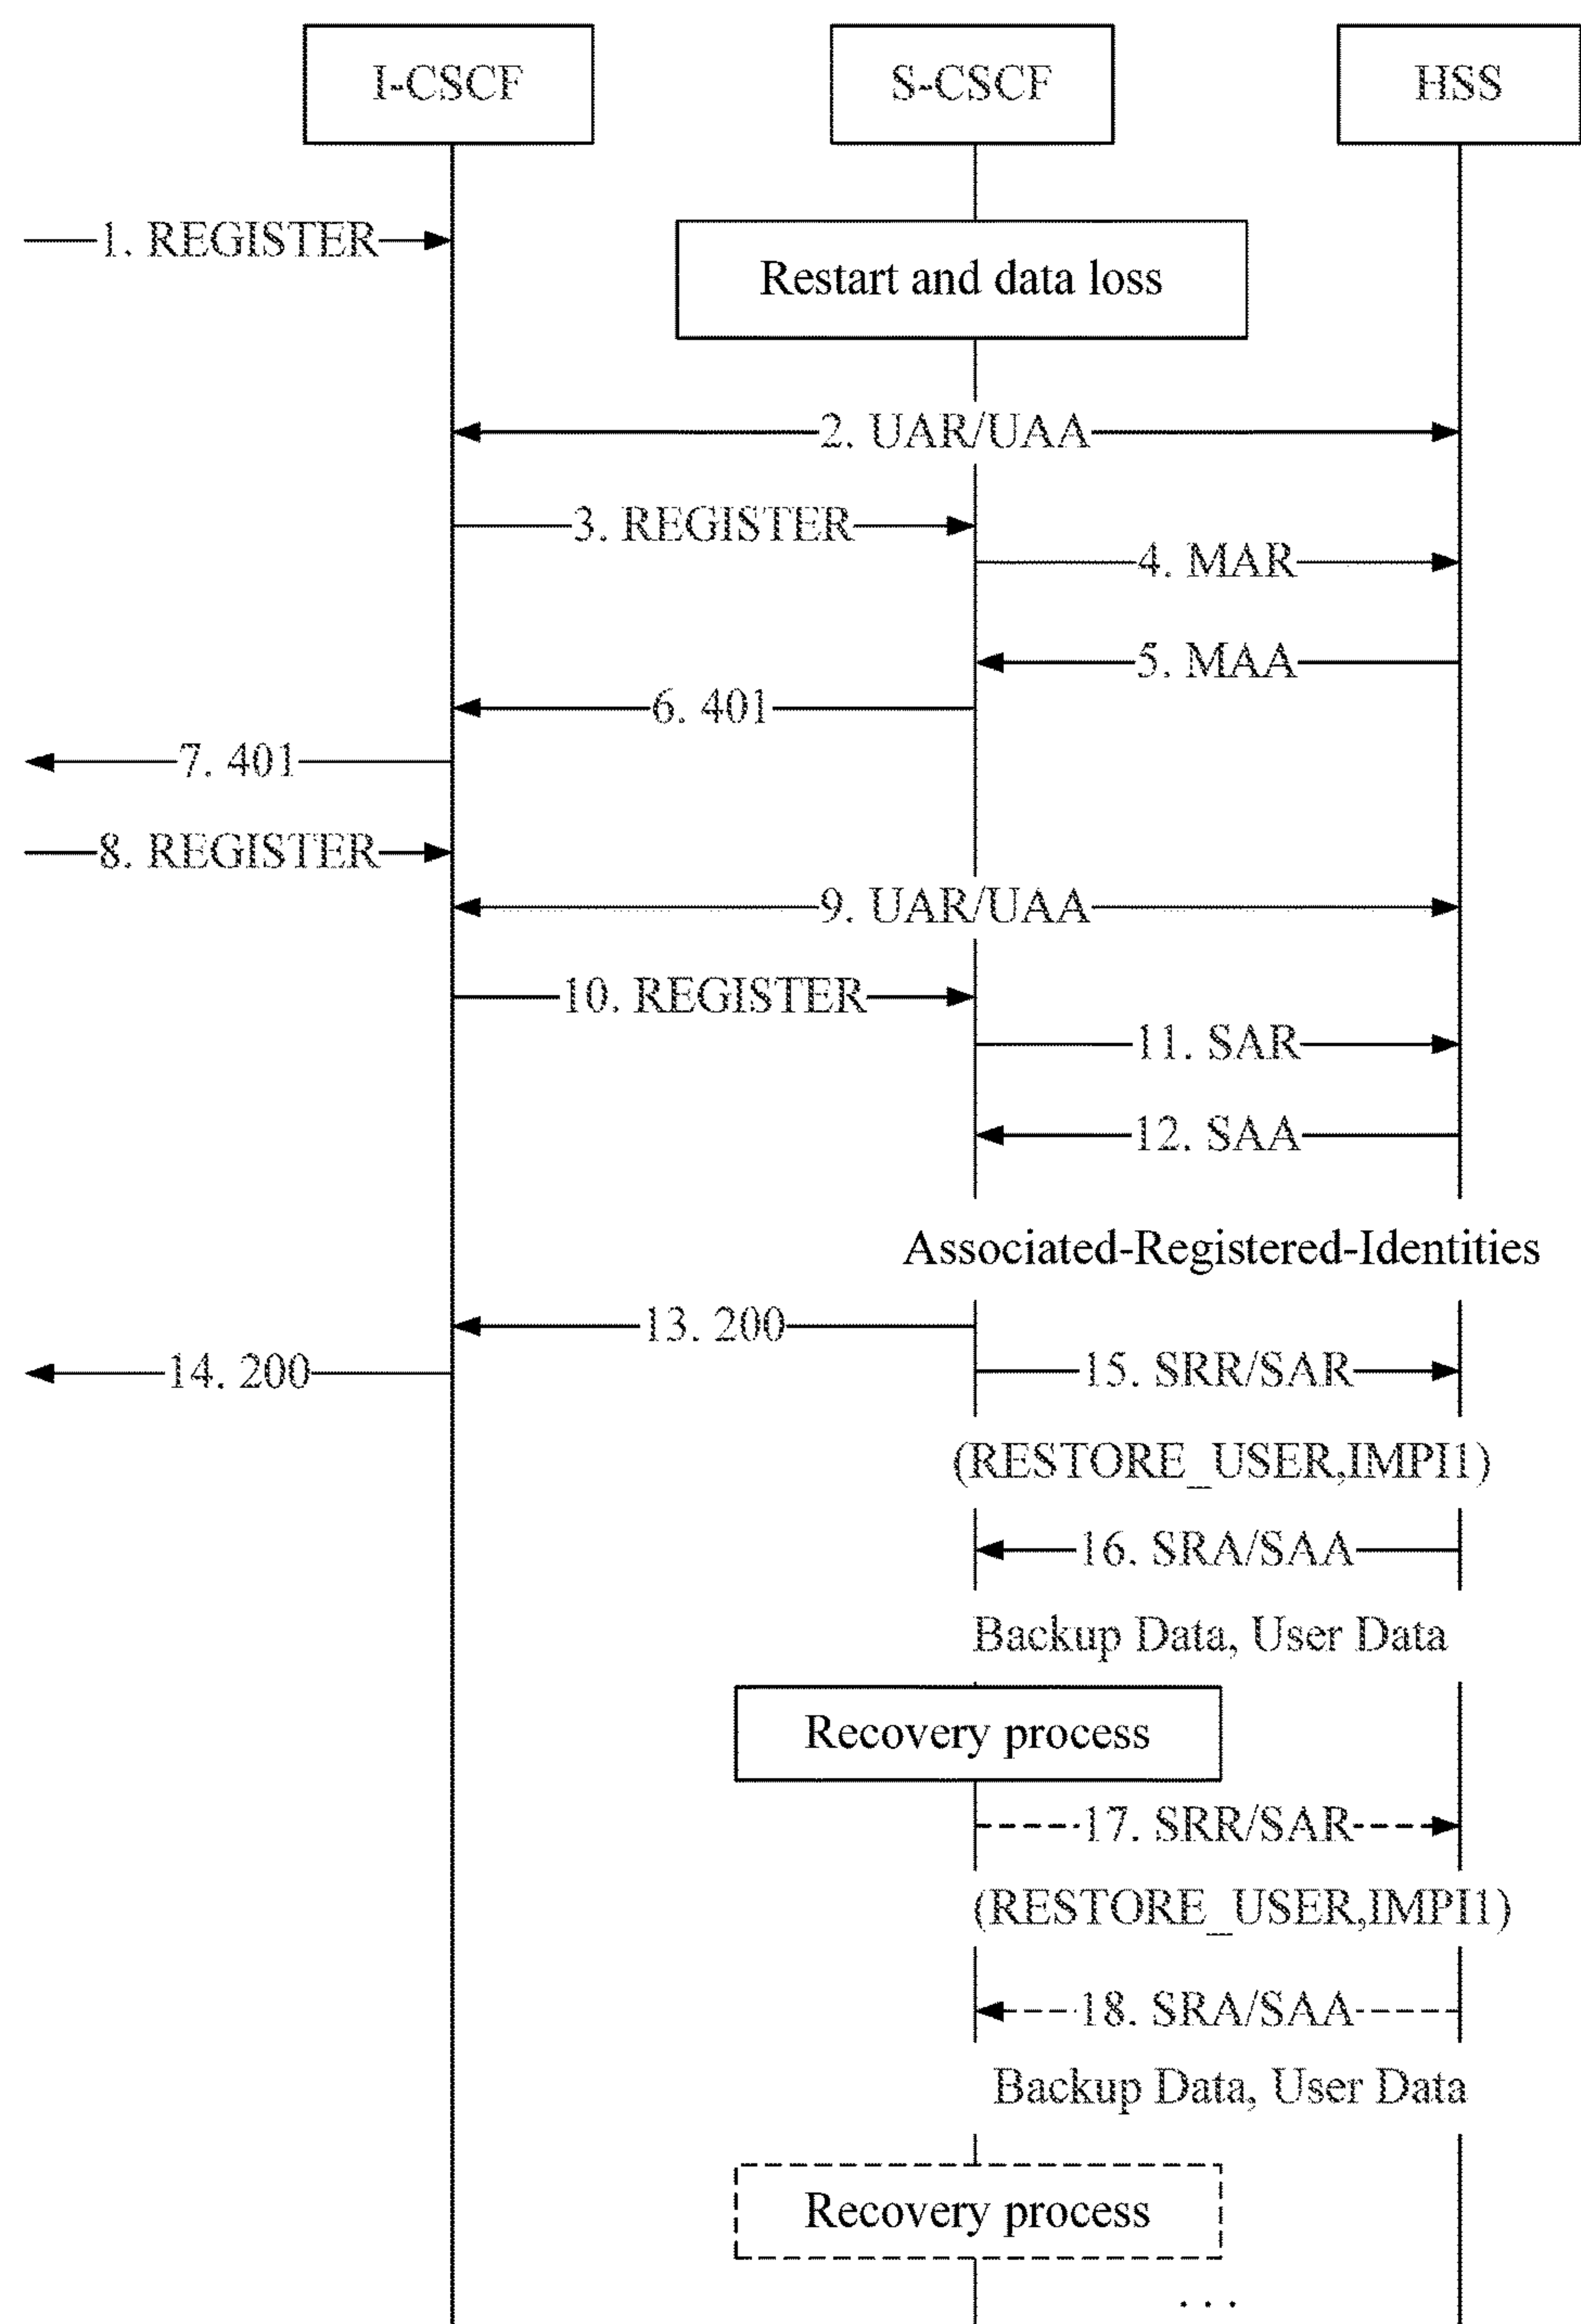 I-CSCF
S-CSCF
HSS
1. REGISTER
Restart and data loss
2. UAR/UAA
3. REGISTER
4. MAR
5. MAA
6. 401
7. 401
8. REGISTER
9. UAR/UAA
10. REGISTER
11. SAR
12. SAA
Associated-Registered-Identities
13. 200
14. 200
15. SRR/SAR
(RESTORE_USER,IMPI1)
16. SRA/SAA
Backup Data, User Data
Recovery process
17. SRR/SAR
(RESTORE_USER,IMPI1)
18. SRA/SAA
Backup Data, User Data
Recovery process
...